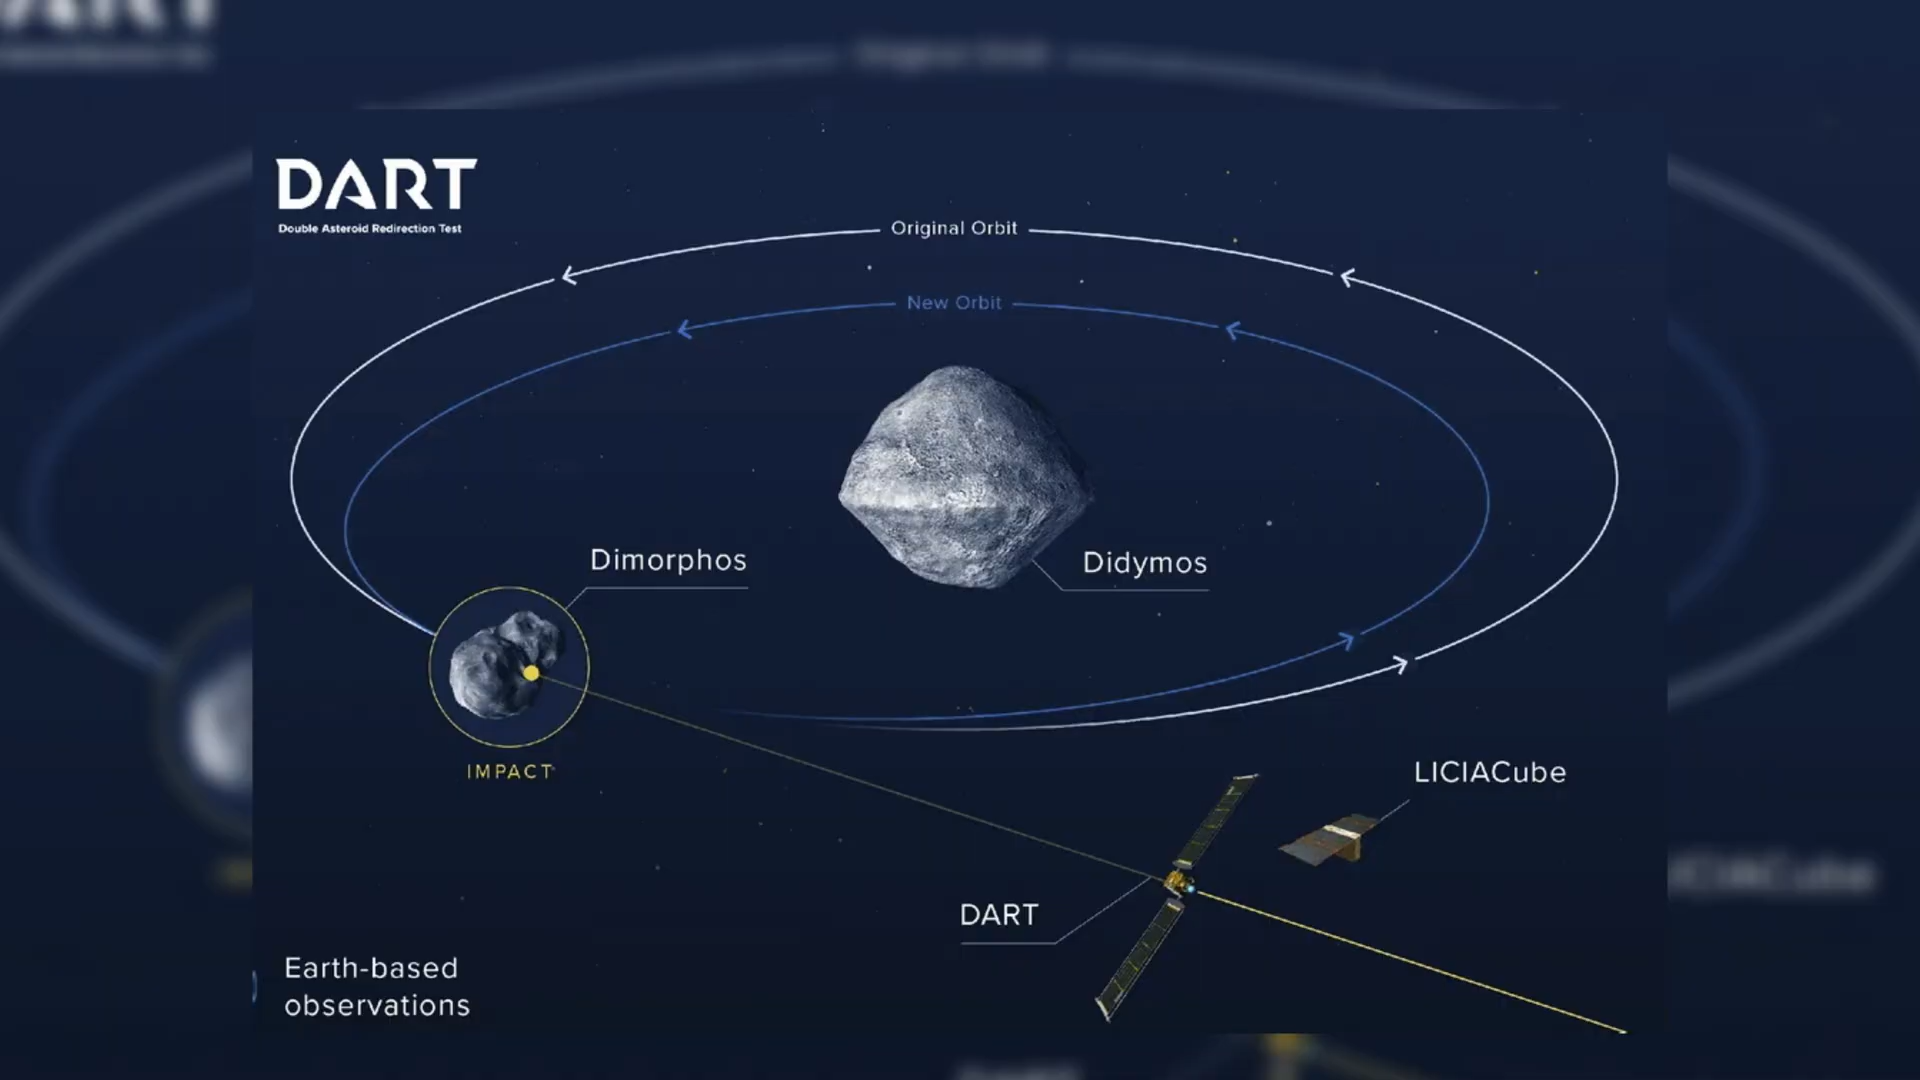 DART
Double Asteroid Redirection Test
Original Orbit
New Orbit
Dimorphos
Didymos
IMPACT
LICIACube
DART
Earth-based
observations